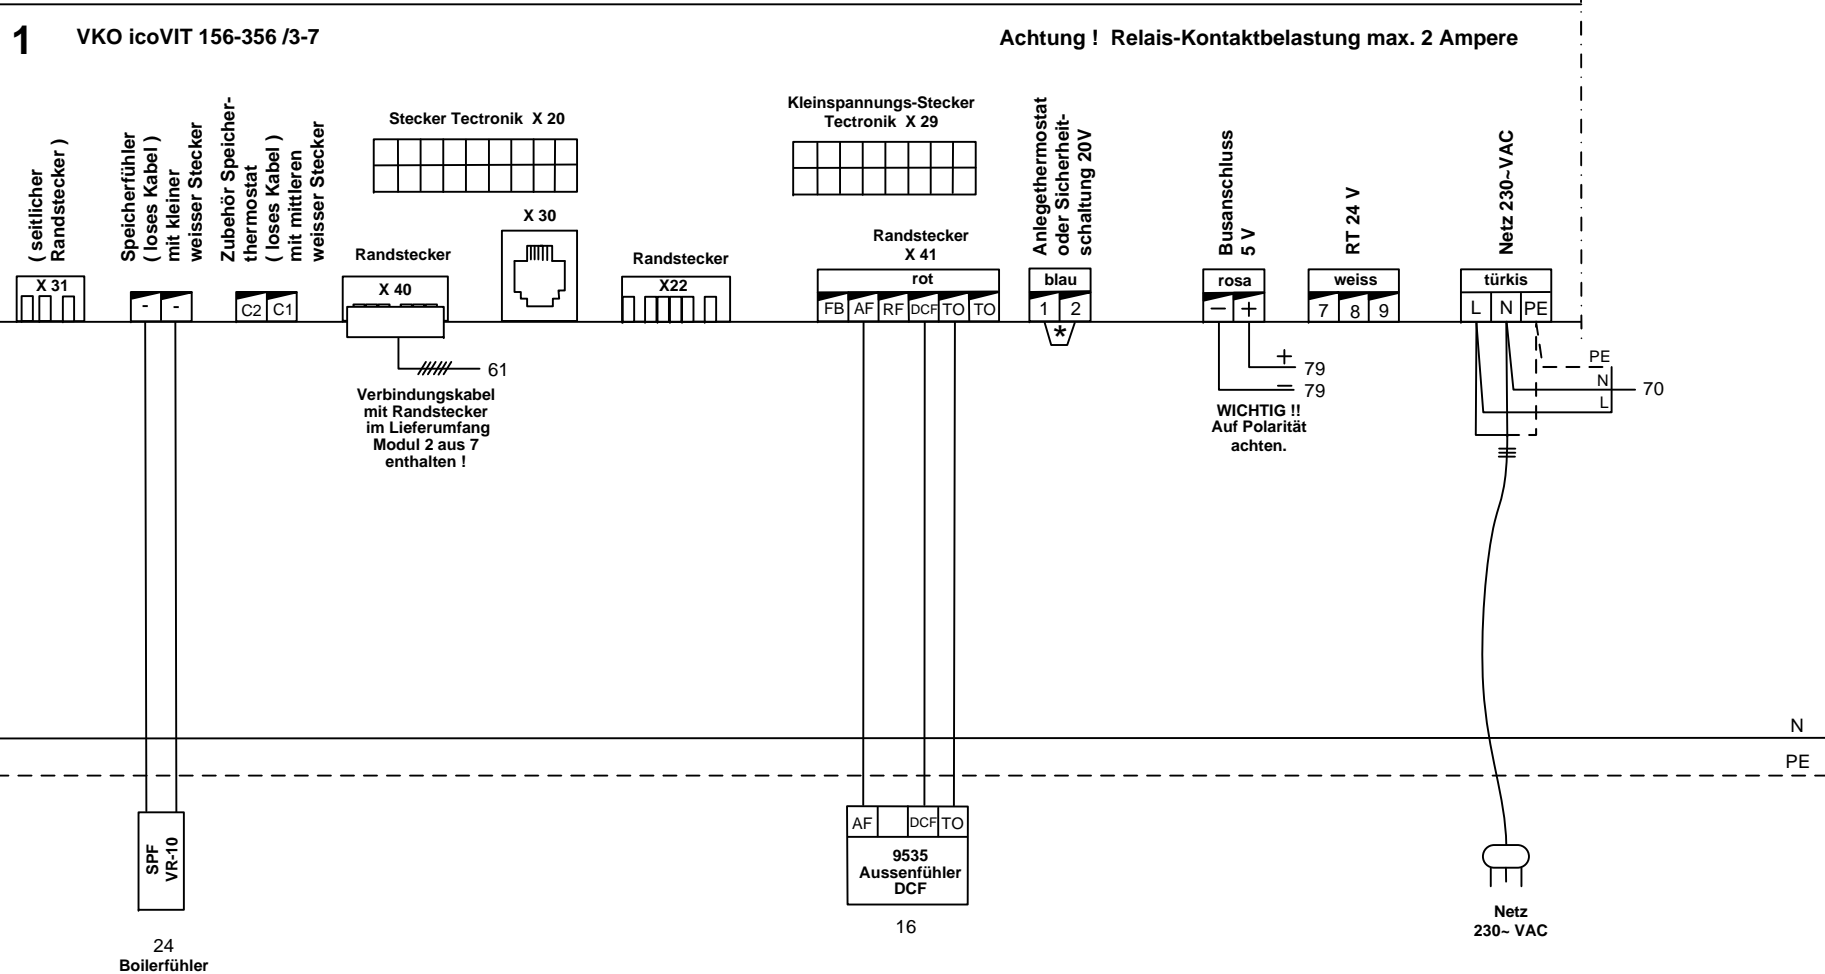 1
VKO icoVIT 156-356 /3-7
Achtung ! Relais-Kontaktbelastung max. 2 Ampere
( seitlicher
Randstecker )
X 31
Speicherfühler
( loses Kabel )
mit kleiner
weisser Stecker
- -
Zubehör Speicher-
thermostat
( loses Kabel )
mit mittleren
weisser Stecker
C2 C1
Stecker Tectronik X 20
Randstecker
X 40
61
Verbindungskabel
mit Randstecker
im Lieferumfang
Modul 2 aus 7
enthalten !
X 30
Randstecker
X22
Kleinspannungs-Stecker
Tectronik X 29
Randstecker
X 41
rot
FB AF RF DCF TO TO
Anlegethermostat
oder Sicherheit-
schaltung 20V
blau
1 2
*
Busanschluss
5 V
rosa
− +
+ 79
− 79
WICHTIG !!
Auf Polarität
achten.
RT 24 V
weiss
7 8 9
Netz 230~VAC
türkis
L N PE
PE
N
L
70
N
PE
SPF
VR-10
24
Boilerfühler
AF DCF TO
9535
Aussenfühler
DCF
16
Netz
230~ VAC